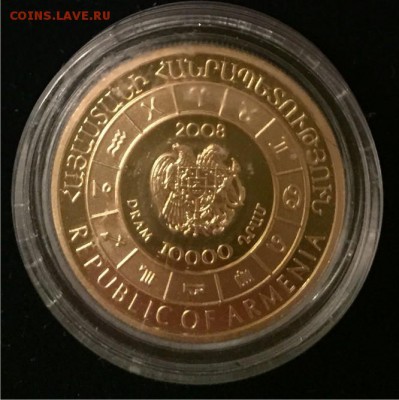 COINS.LAVE.RU
ՀԱՅԱՍՏԱՆԻ ՀԱՆՐԱՊԵՏՈՒԹՅՈՒՆ
2008
DRAM 10000 ԴՐԱՄ
REPUBLIC OF ARMENIA